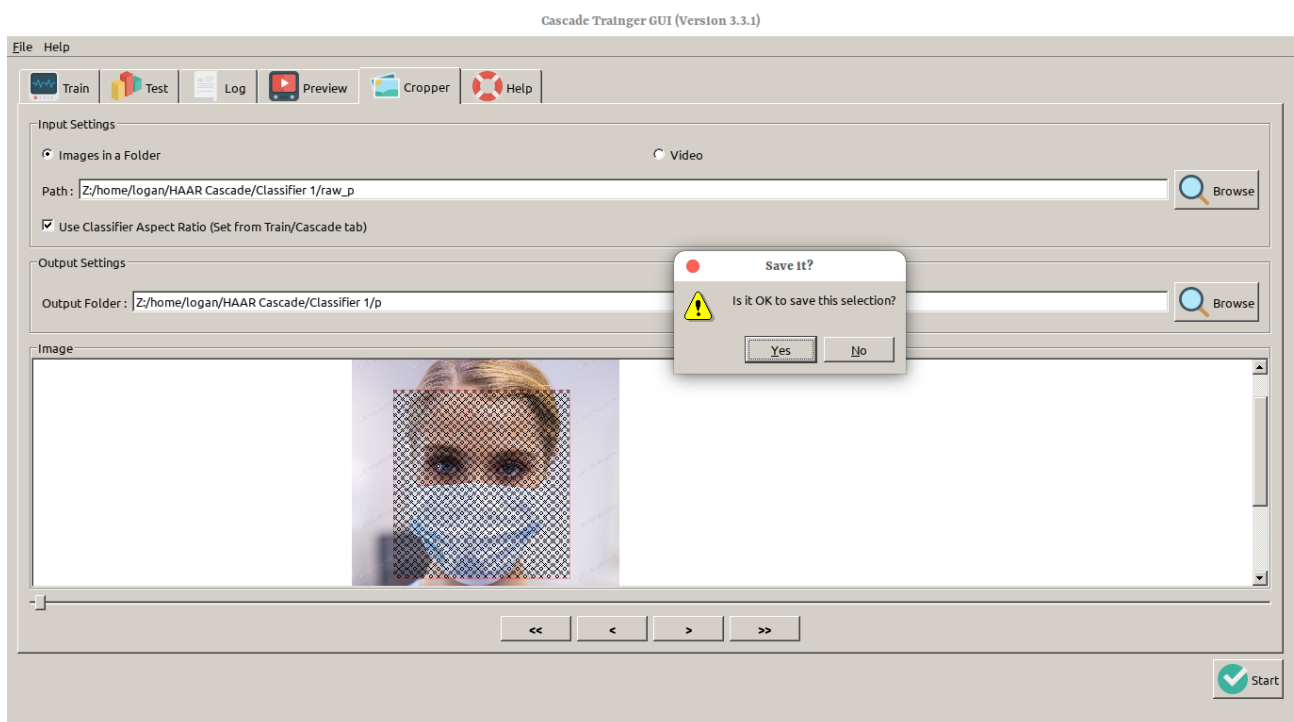 Cascade Trainger GUI (Version 3.3.1)
File Help
Train Test Log Preview Cropper Help
Input Settings
Images in a Folder Video
Path : Z:/home/logan/HAAR Cascade/Classifier 1/raw_p Browse
Use Classifier Aspect Ratio (Set from Train/Cascade tab)
Output Settings
Output Folder : Z:/home/logan/HAAR Cascade/Classifier 1/p Browse
Save it?
Is it OK to save this selection?
Yes No
Image
<< < > >>
Start